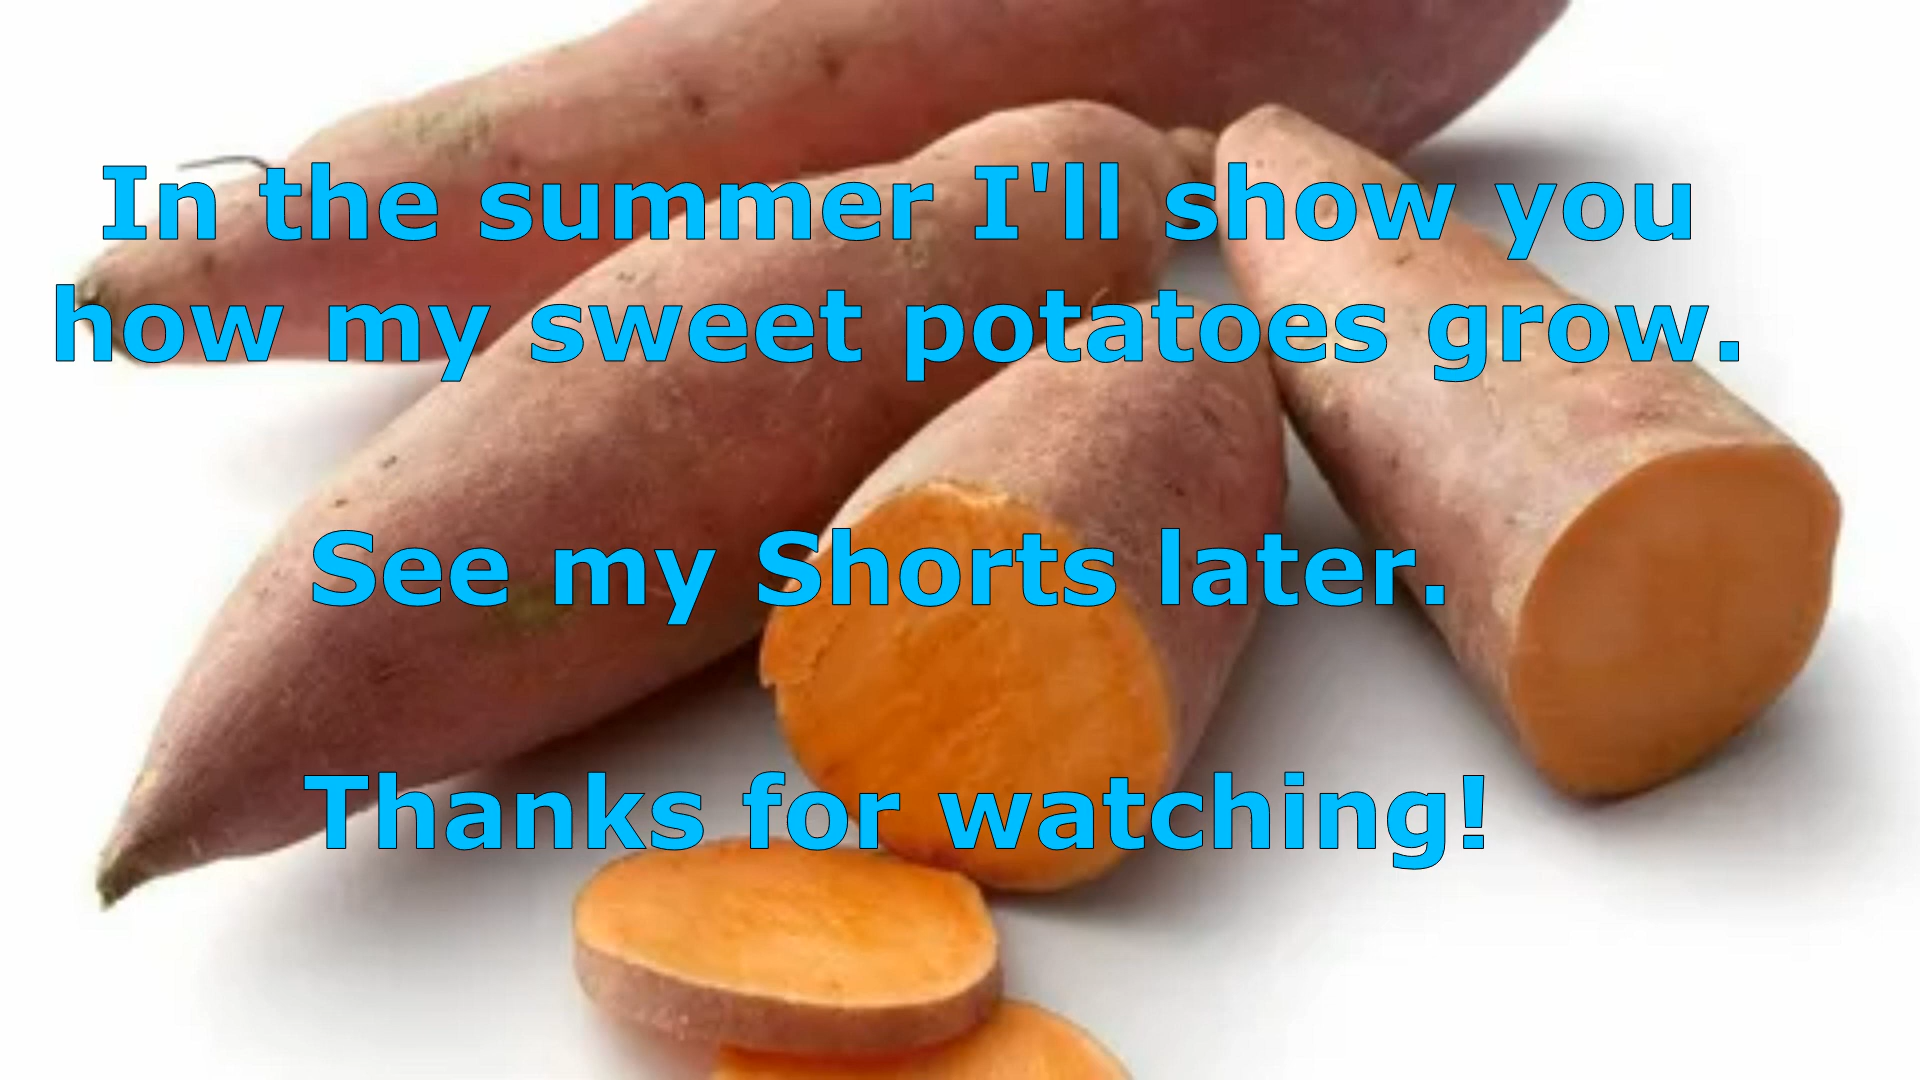 In the summer I'll show you
how my sweet potatoes grow.
See my Shorts later.
Thanks for watching!